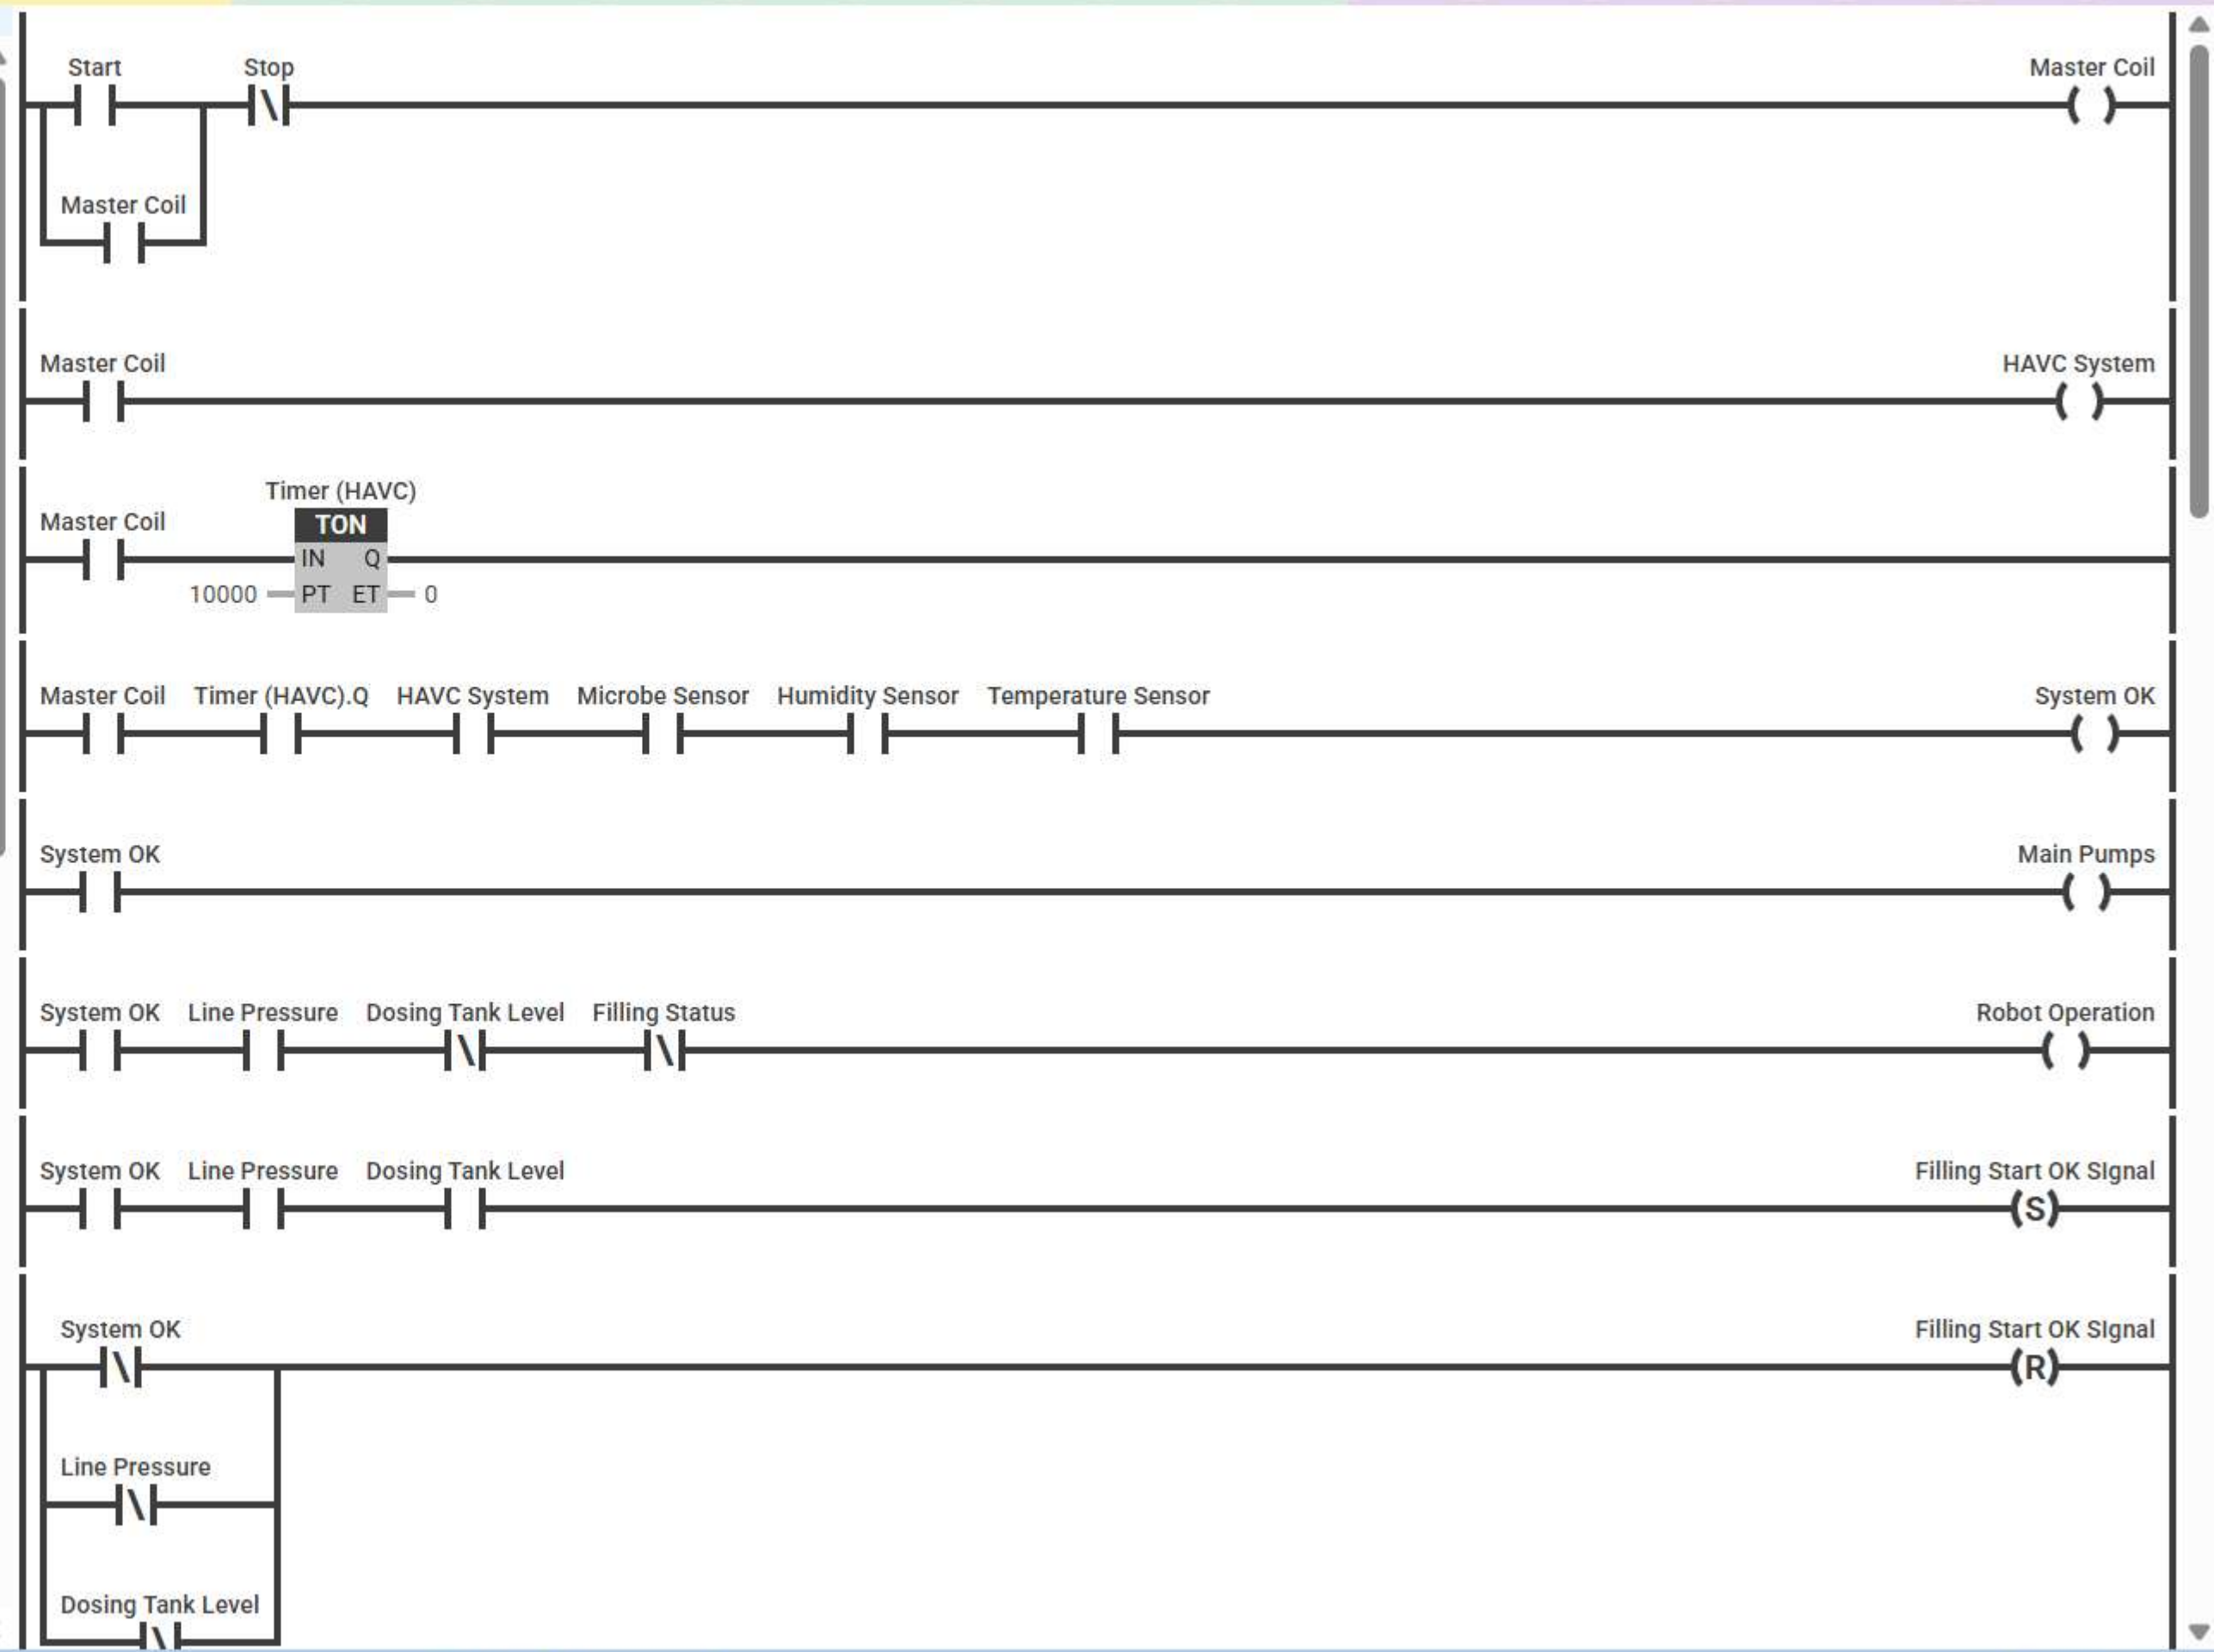 Start Stop Master Coil
Master Coil
Master Coil HAVC System
Timer (HAVC)
Master Coil TON
IN Q
10000 PT ET 0
Master Coil Timer (HAVC).Q HAVC System Microbe Sensor Humidity Sensor Temperature Sensor System OK
System OK Main Pumps
System OK Line Pressure Dosing Tank Level Filling Status Robot Operation
System OK Line Pressure Dosing Tank Level Filling Start OK SIgnal
S
System OK Filling Start OK SIgnal
R
Line Pressure
Dosing Tank Level